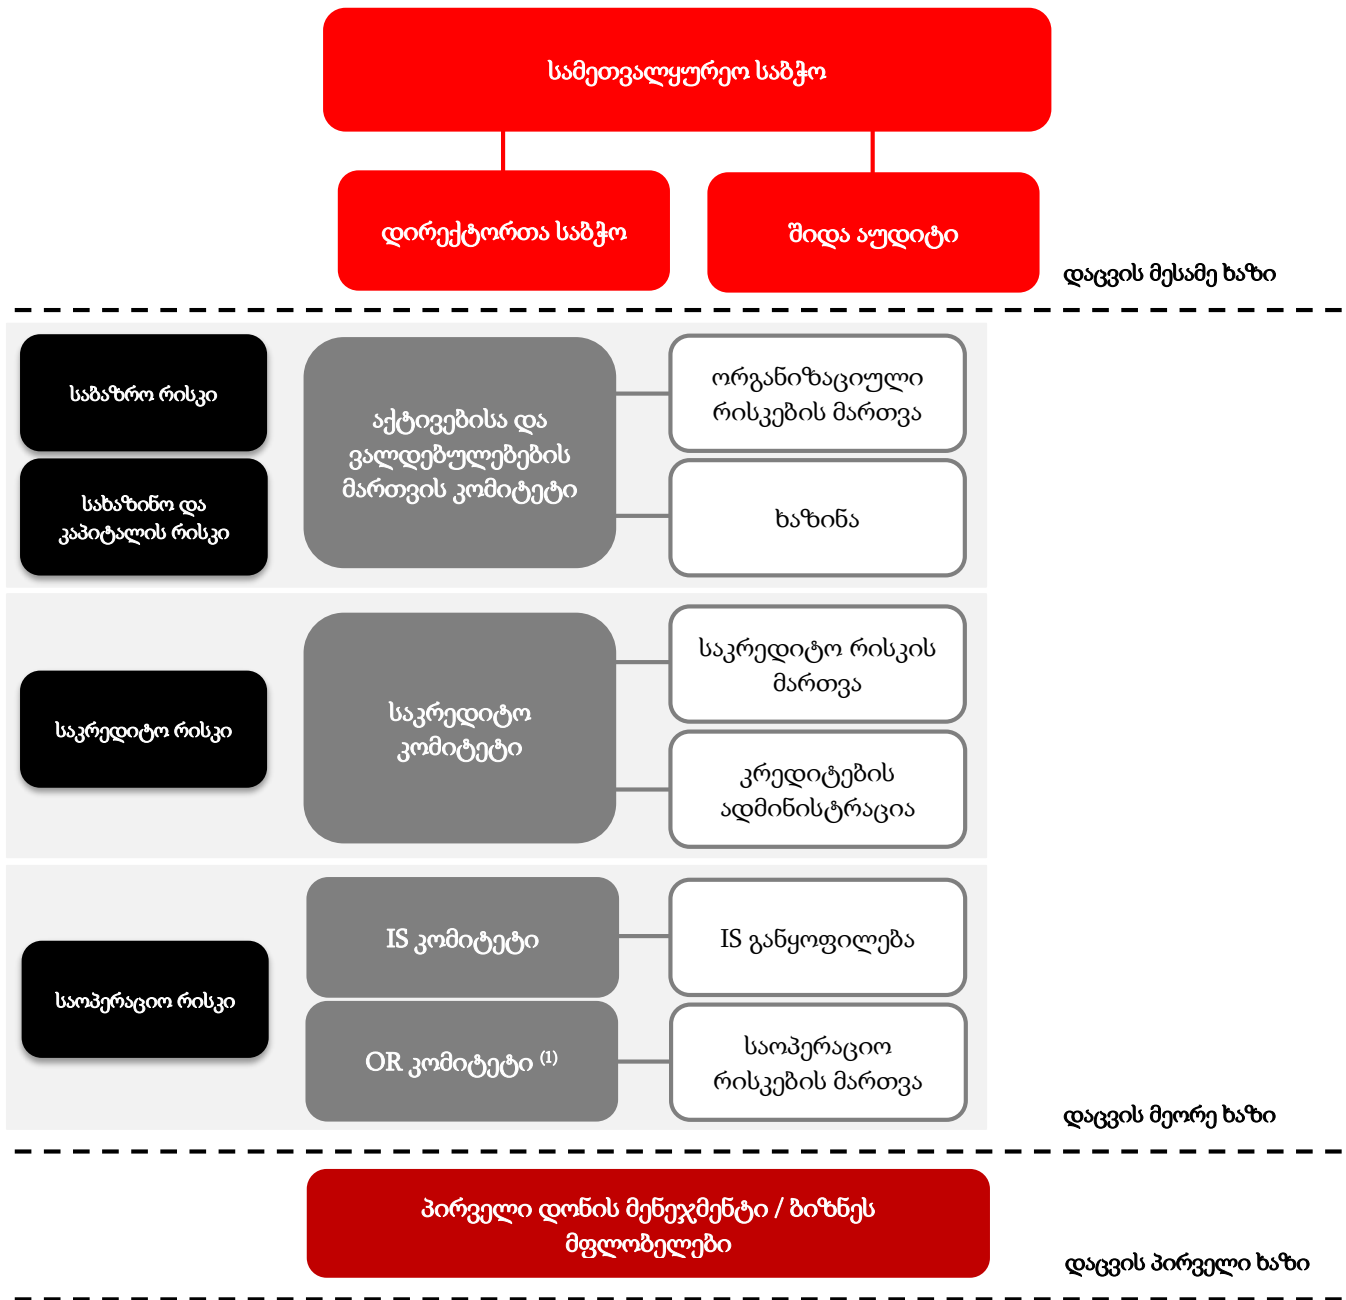 სამეთვალყურეო საბჭო
დირექტორთა საბჭო
შიდა აუდიტი
დაცვის მესამე ხაზი
საბაზრო რისკი
სახაზინო და
კაპიტალის რისკი
აქტივებისა და
ვალდებულებების
მართვის კომიტეტი
ორგანიზაციული
რისკების მართვა
ხაზინა
საკრედიტო რისკი
საკრედიტო
კომიტეტი
საკრედიტო რისკის
მართვა
კრედიტების
ადმინისტრაცია
საოპერაციო რისკი
IS კომიტეტი
IS განყოფილება
OR კომიტეტი (1)
საოპერაციო
რისკების მართვა
დაცვის მეორე ხაზი
პირველი დონის მენეჯმენტი / ბიზნეს
მფლობელები
დაცვის პირველი ხაზი